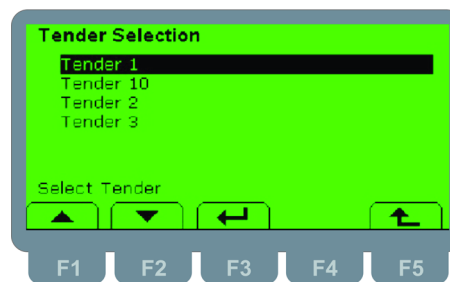 Tender Selection
Tender 1
Tender 10
Tender 2
Tender 3
Select Tender
F1 F2 F3 F4 F5